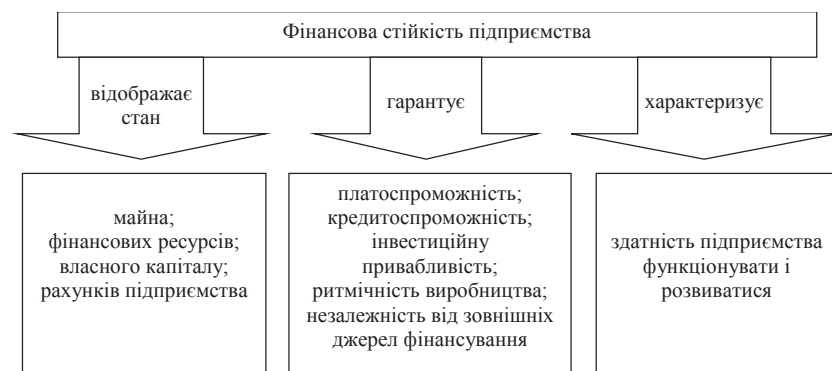 Фінансова стійкість підприємства
відображає
стан
гарантує
характеризує
майна;
фінансових ресурсів;
власного капіталу;
рахунків підприємства
платоспроможність;
кредитоспроможність;
інвестиційну
привабливість;
ритмічність виробництва;
незалежність від зовнішніх
джерел фінансування
здатність підприємства
функціонувати і
розвиватися